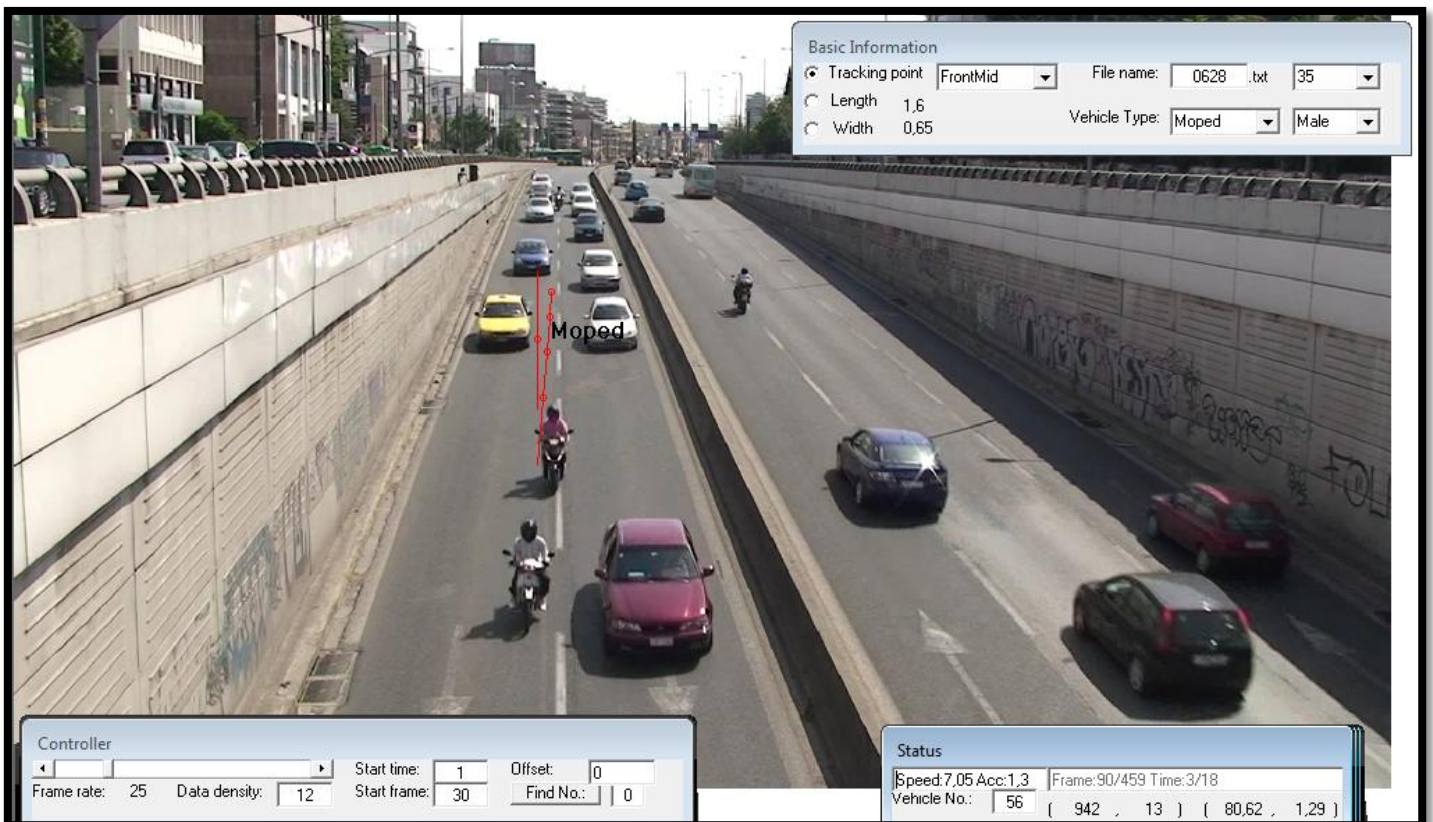 Basic Information
Tracking point FrontMid File name: 0628 .txt 35
Length 1,6
Width 0,65 Vehicle Type: Moped Male
Moped
Controller
Start time: 1 Offset: 0
Frame rate: 25 Data density: 12 Start frame: 30 Find No.: 0
Status
Speed:7,05 Acc:1,3 Frame:90/459 Time:3/18
Vehicle No.: 56 ( 942 , 13 ) ( 80,62 , 1,29 )